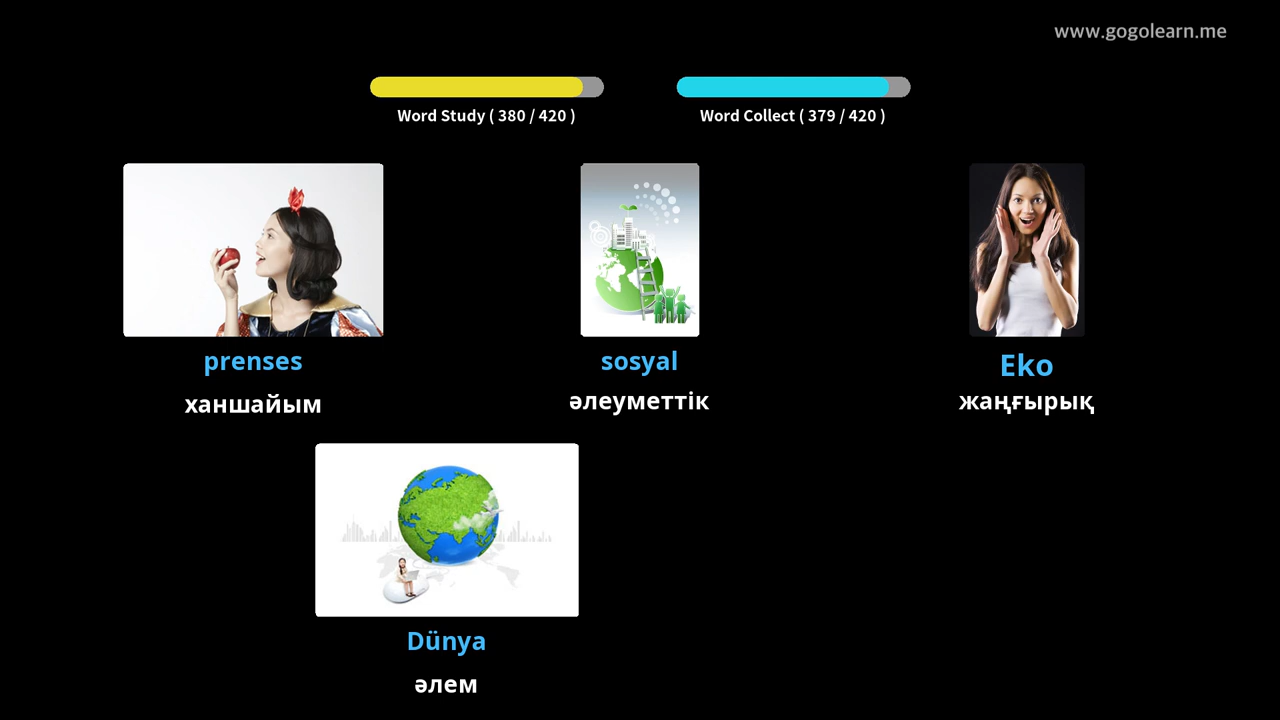 www.gogolearn.me
Word Study ( 380 / 420 )
Word Collect ( 379 / 420 )
prenses
ханшайым
sosyal
әлеуметтік
Eko
жаңғырық
Dünya
әлем